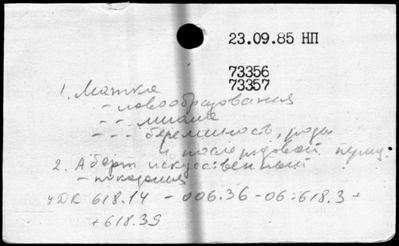 23.09.85 НП
73356
73357
1. Матка
- новообразования
- - миома
- - - беременность, роды
и послеродовой период
2. Аборт искусственный
- показания
УДК 618.14 - 006.36 - 06:618.3 +
+618.39